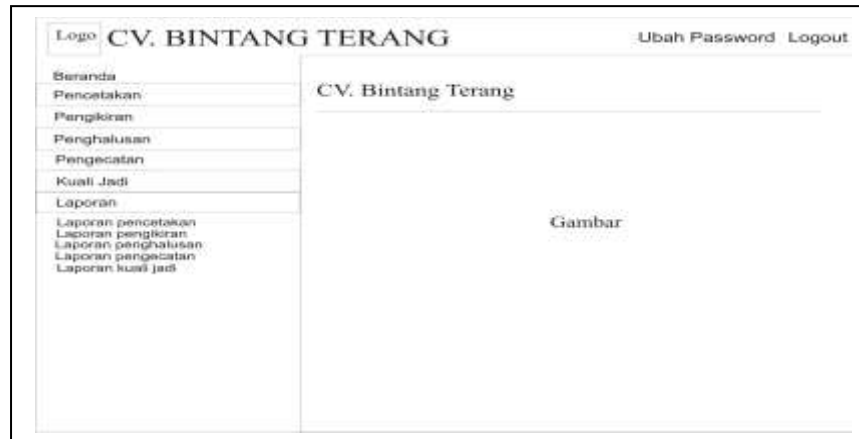 Logo CV. BINTANG TERANG Ubah Password Logout
Beranda
Pencetakan
Pengikiran
Penghalusan
Pengecatan
Kuali Jadi
Laporan
Laporan pencetakan
Laporan pengikiran
Laporan penghalusan
Laporan pengecatan
Laporan kuali jadi
CV. Bintang Terang
Gambar